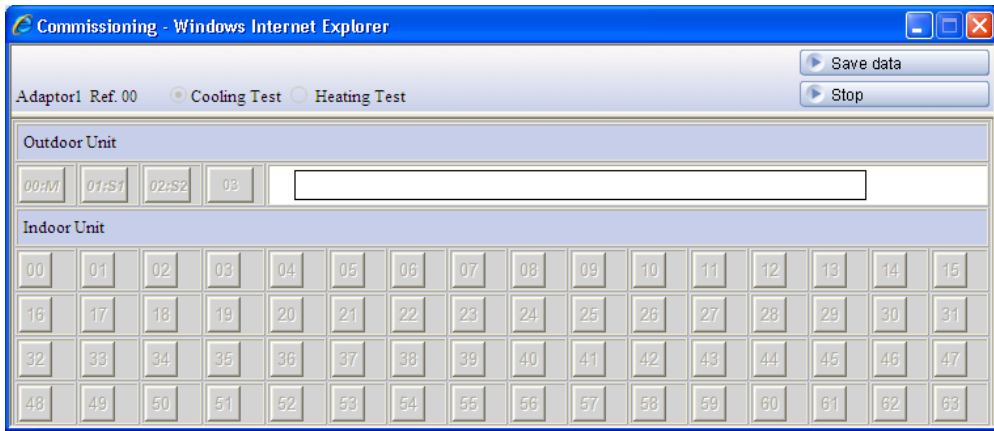 Commissioning - Windows Internet Explorer
Save data
Adaptor1 Ref. 00 Cooling Test Heating Test Stop
Outdoor Unit
00:M 01:S1 02:S2 03
Indoor Unit
00 01 02 03 04 05 06 07 08 09 10 11 12 13 14 15
16 17 18 19 20 21 22 23 24 25 26 27 28 29 30 31
32 33 34 35 36 37 38 39 40 41 42 43 44 45 46 47
48 49 50 51 52 53 54 55 56 57 58 59 60 61 62 63